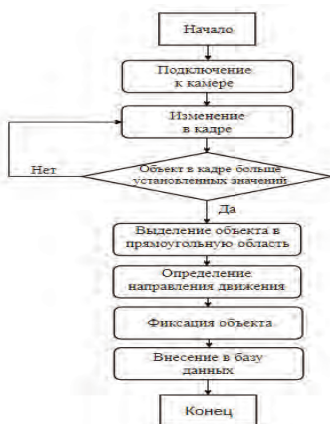 Начало
Подключение
к камере
Изменение
в кадре
Нет
Объект в кадре больше
установленных значений
Да
Выделение объекта в
прямоугольную область
Определение
направления движения
Фиксация объекта
Внесение в базу
данных
Конец